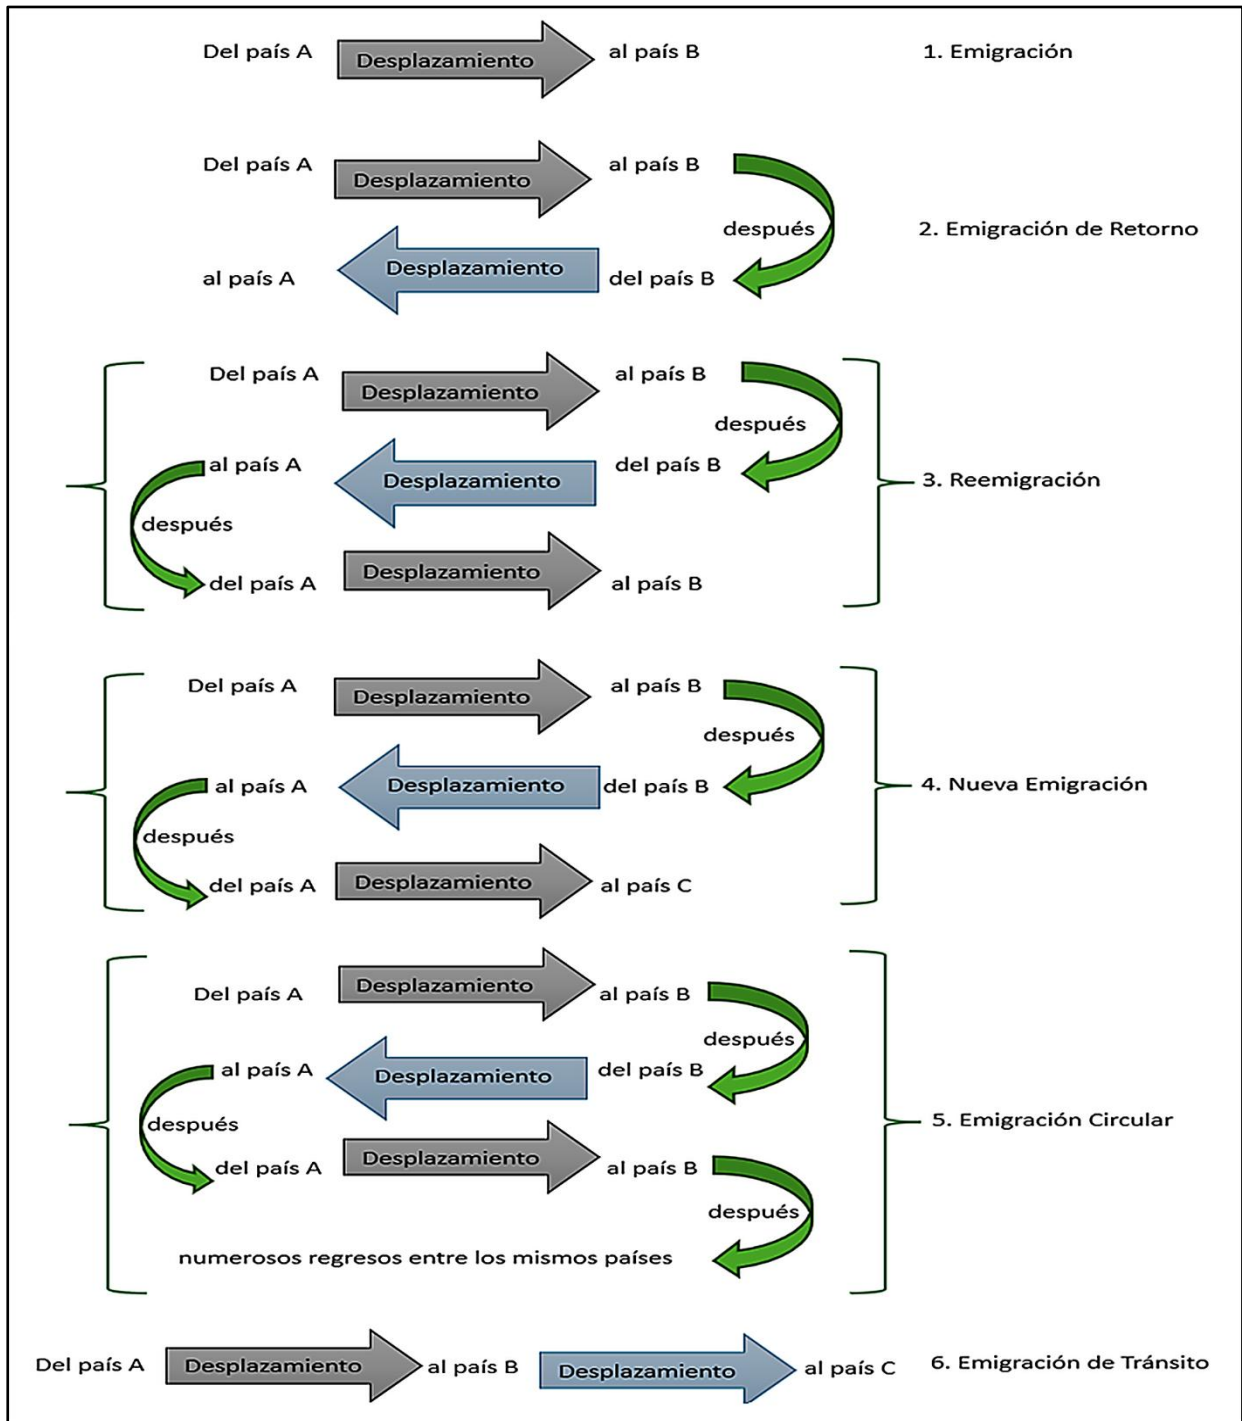 Del país A Desplazamiento al país B 1. Emigración
Del país A Desplazamiento al país B
después 2. Emigración de Retorno
al país A Desplazamiento del país B
Del país A Desplazamiento al país B
después
al país A Desplazamiento del país B
3. Reemigración
después
del país A Desplazamiento al país B
Del país A Desplazamiento al país B
después
al país A Desplazamiento del país B 4. Nueva Emigración
después
del país A Desplazamiento al país C
Del país A Desplazamiento al país B
después
al país A Desplazamiento del país B
después 5. Emigración Circular
del país A Desplazamiento al país B
después
numerosos regresos entre los mismos países
Del país A Desplazamiento al país B Desplazamiento al país C 6. Emigración de Tránsito